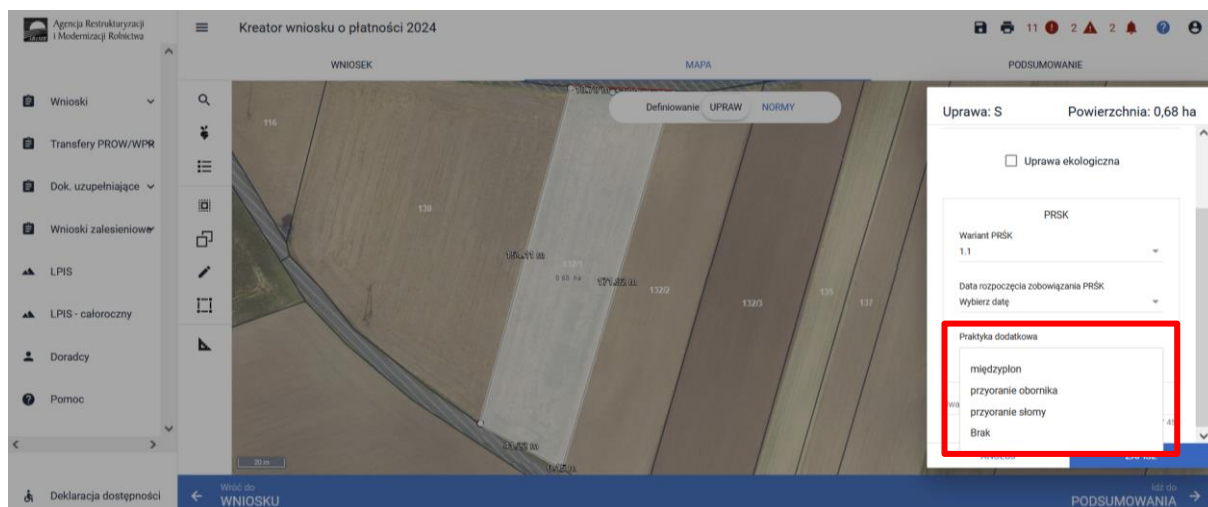 Agencja Restrukturyzacji
i Modernizacji Rolnictwa
Kreator wniosku o płatności 2024
11
2
2
WNIOSEK
MAPA
PODSUMOWANIE
Wnioski
Transfery PROW/WPR
Dok. uzupełniające
Wnioski zalesieniowe
LPIS
LPIS - całoroczny
Doradcy
Pomoc
Deklaracja dostępności
Definiowanie UPRAW NORMY
116
136
132/1
0.68 ha
171.92 m
132/2
132/3
135
137
20 m
Uprawa: S
Powierzchnia: 0,68 ha
Uprawa ekologiczna
PRSK
Wariant PRŚK
1.1
Data rozpoczęcia zobowiązania PRŚK
Wybierz datę
Praktyka dodatkowa
międzyplon
przyoranie obornika
przyoranie słomy
Brak
Wróć do
WNIOSKU
Idź do
PODSUMOWANIA